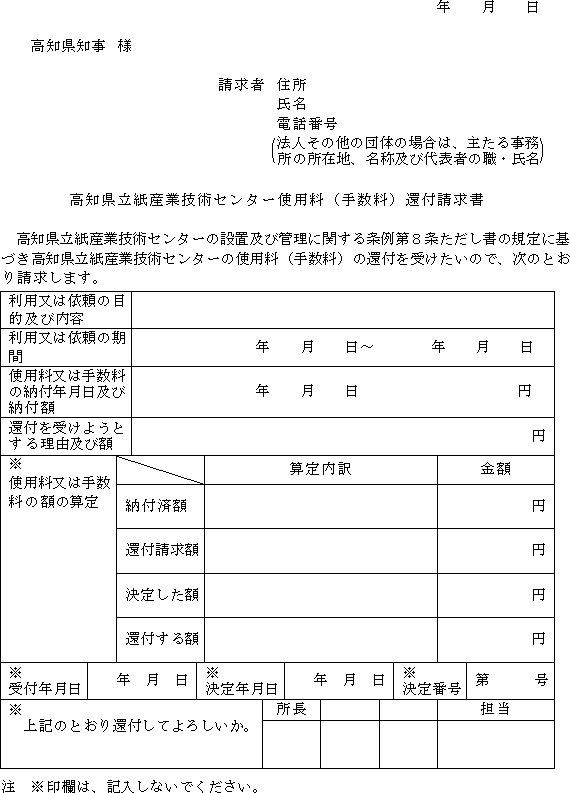 年　　月　　日
高知県知事　様
請求者　住所
氏名
電話番号
(法人その他の団体の場合は、主たる事務
所の所在地、名称及び代表者の職・氏名)
高知県立紙産業技術センター使用料（手数料）還付請求書
高知県立紙産業技術センターの設置及び管理に関する条例第８条ただし書の規定に基
づき高知県立紙産業技術センターの使用料（手数料）の還付を受けたいので、次のとお
り請求します。
利用又は依頼の目
的及び内容
利用又は依頼の期
間
年　　月　　日～　　　　年　　月　　日
使用料又は手数料
の納付年月日及び
納付額
年　　月　　日　　　　　　　　　　円
還付を受けようと
する理由及び額
円
※
使用料又は手数
料の額の算定
算定内訳　金額
納付済額　円
還付請求額　円
決定した額　円
還付する額　円
※
受付年月日
年　月　日
※
決定年月日
年　月　日
※
決定番号
第　　　号
※
上記のとおり還付してよろしいか。
所長　担当
注　※印欄は、記入しないでください。